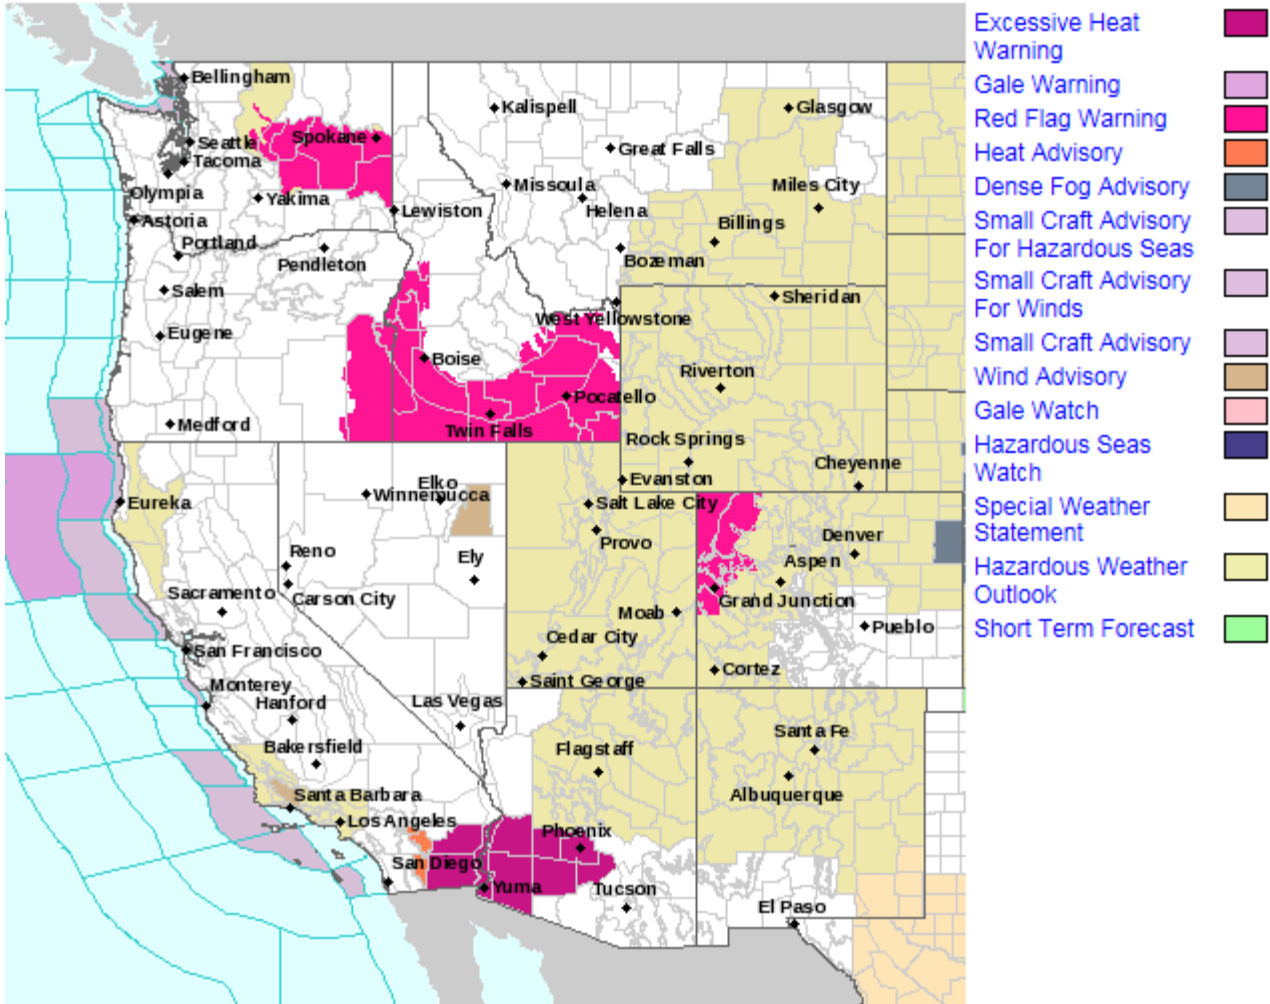 Bellingham
Kalispell
Glasgow
Spokane
Seattle
Great Falls
Tacoma
Missoula
Miles City
Olympia
Yakima
Helena
Lewiston
Astoria
Billings
Portland
Bozeman
Pendleton
Salem
Sheridan
West Yellowstone
Eugene
Boise
Riverton
Pocatello
Medford
Twin Falls
Rock Springs
Cheyenne
Evanston
Elko
Winnemucca
Eureka
Salt Lake City
Provo
Denver
Reno
Ely
Aspen
Carson City
Sacramento
Grand Junction
Moab
Pueblo
Cedar City
San Francisco
Cortez
Saint George
Monterey
Hanford
Las Vegas
Santa Fe
Bakersfield
Flagstaff
Santa Barbara
Albuquerque
Los Angeles
Phoenix
San Diego
Yuma
Tucson
El Paso
Excessive Heat
Warning
Gale Warning
Red Flag Warning
Heat Advisory
Dense Fog Advisory
Small Craft Advisory
For Hazardous Seas
Small Craft Advisory
For Winds
Small Craft Advisory
Wind Advisory
Gale Watch
Hazardous Seas
Watch
Special Weather
Statement
Hazardous Weather
Outlook
Short Term Forecast